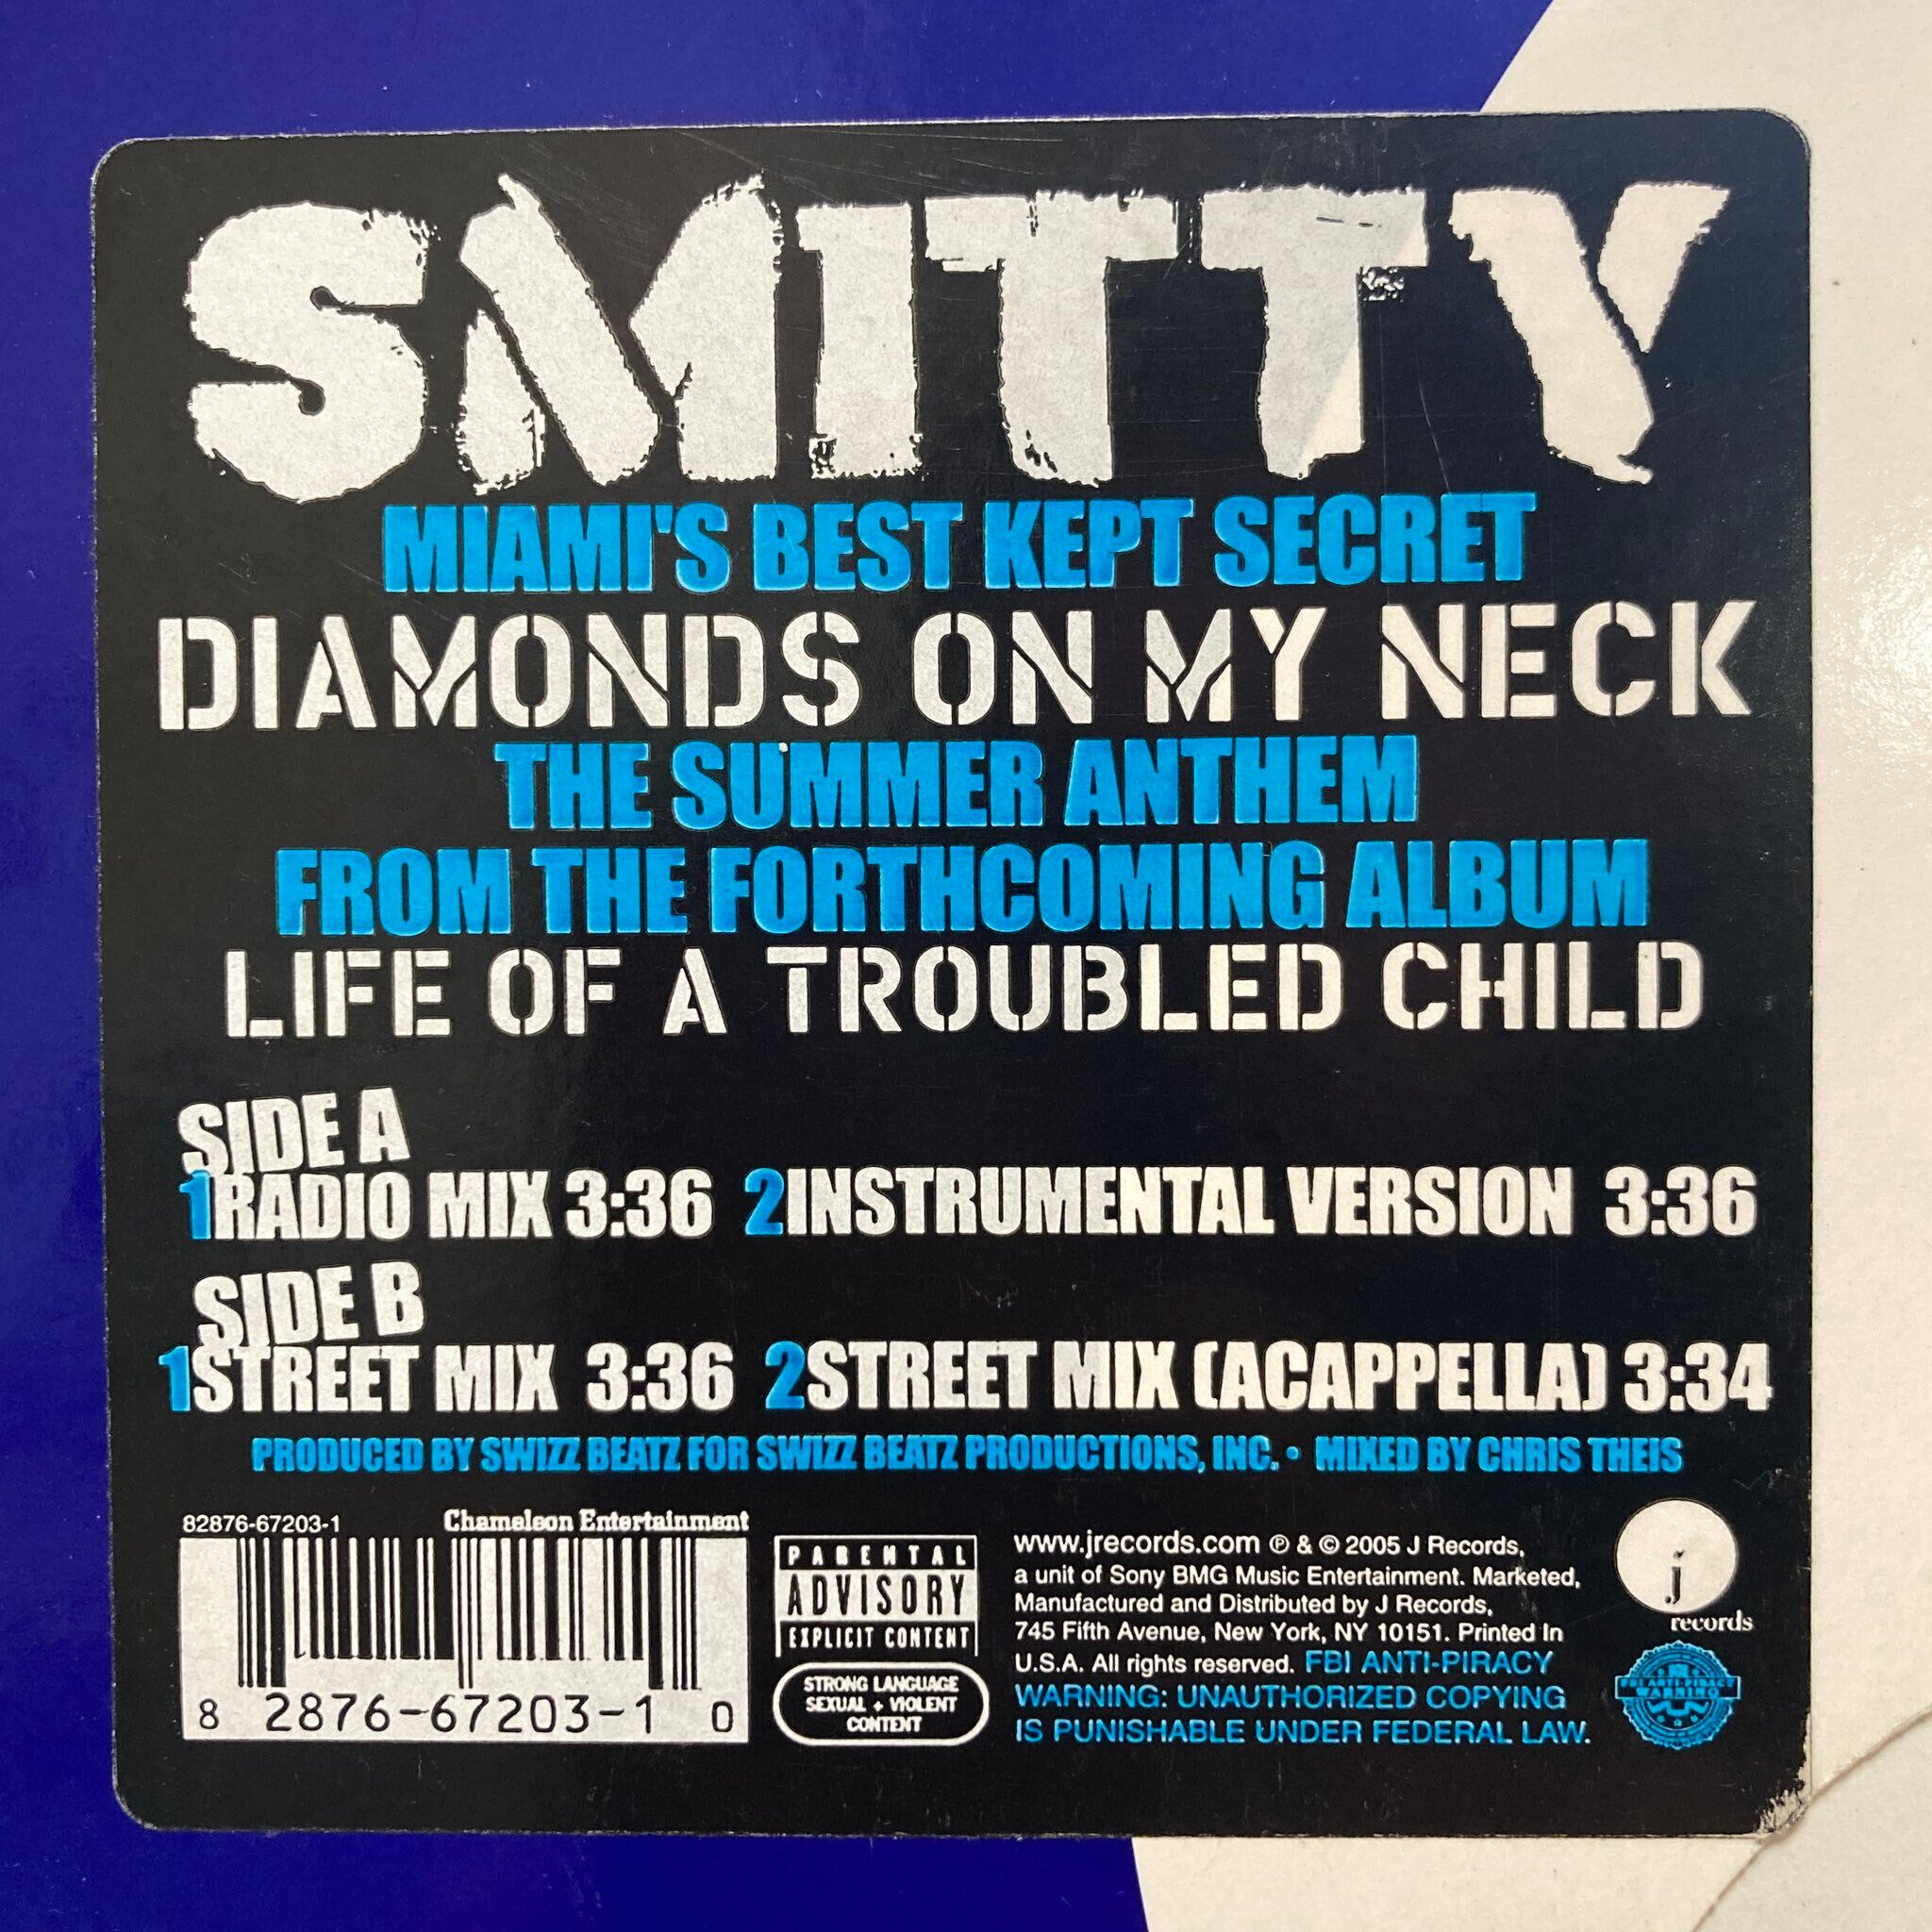 SMITTY
MIAMI'S BEST KEPT SECRET
DIAMONDS ON MY NECK
THE SUMMER ANTHEM
FROM THE FORTHCOMING ALBUM
LIFE OF A TROUBLED CHILD
SIDE A
1RADIO MIX 3:36 2INSTRUMENTAL VERSION 3:36
SIDE B
1STREET MIX 3:36 2STREET MIX (ACAPPELLA) 3:34
PRODUCED BY SWIZZ BEATZ FOR SWIZZ BEATZ PRODUCTIONS, INC. • MIXED BY CHRIS THEIS
82876-67203-1 Chameleon Entertainment
8 2876-67203-1 0
PARENTAL
ADVISORY
EXPLICIT CONTENT
STRONG LANGUAGE
SEXUAL + VIOLENT
CONTENT
www.jrecords.com ℗ & © 2005 J Records,
a unit of Sony BMG Music Entertainment. Marketed,
Manufactured and Distributed by J Records,
745 Fifth Avenue, New York, NY 10151. Printed In
U.S.A. All rights reserved. FBI ANTI-PIRACY
WARNING: UNAUTHORIZED COPYING
IS PUNISHABLE UNDER FEDERAL LAW.
j
records
FBI ANTI-PIRACY
WARNING